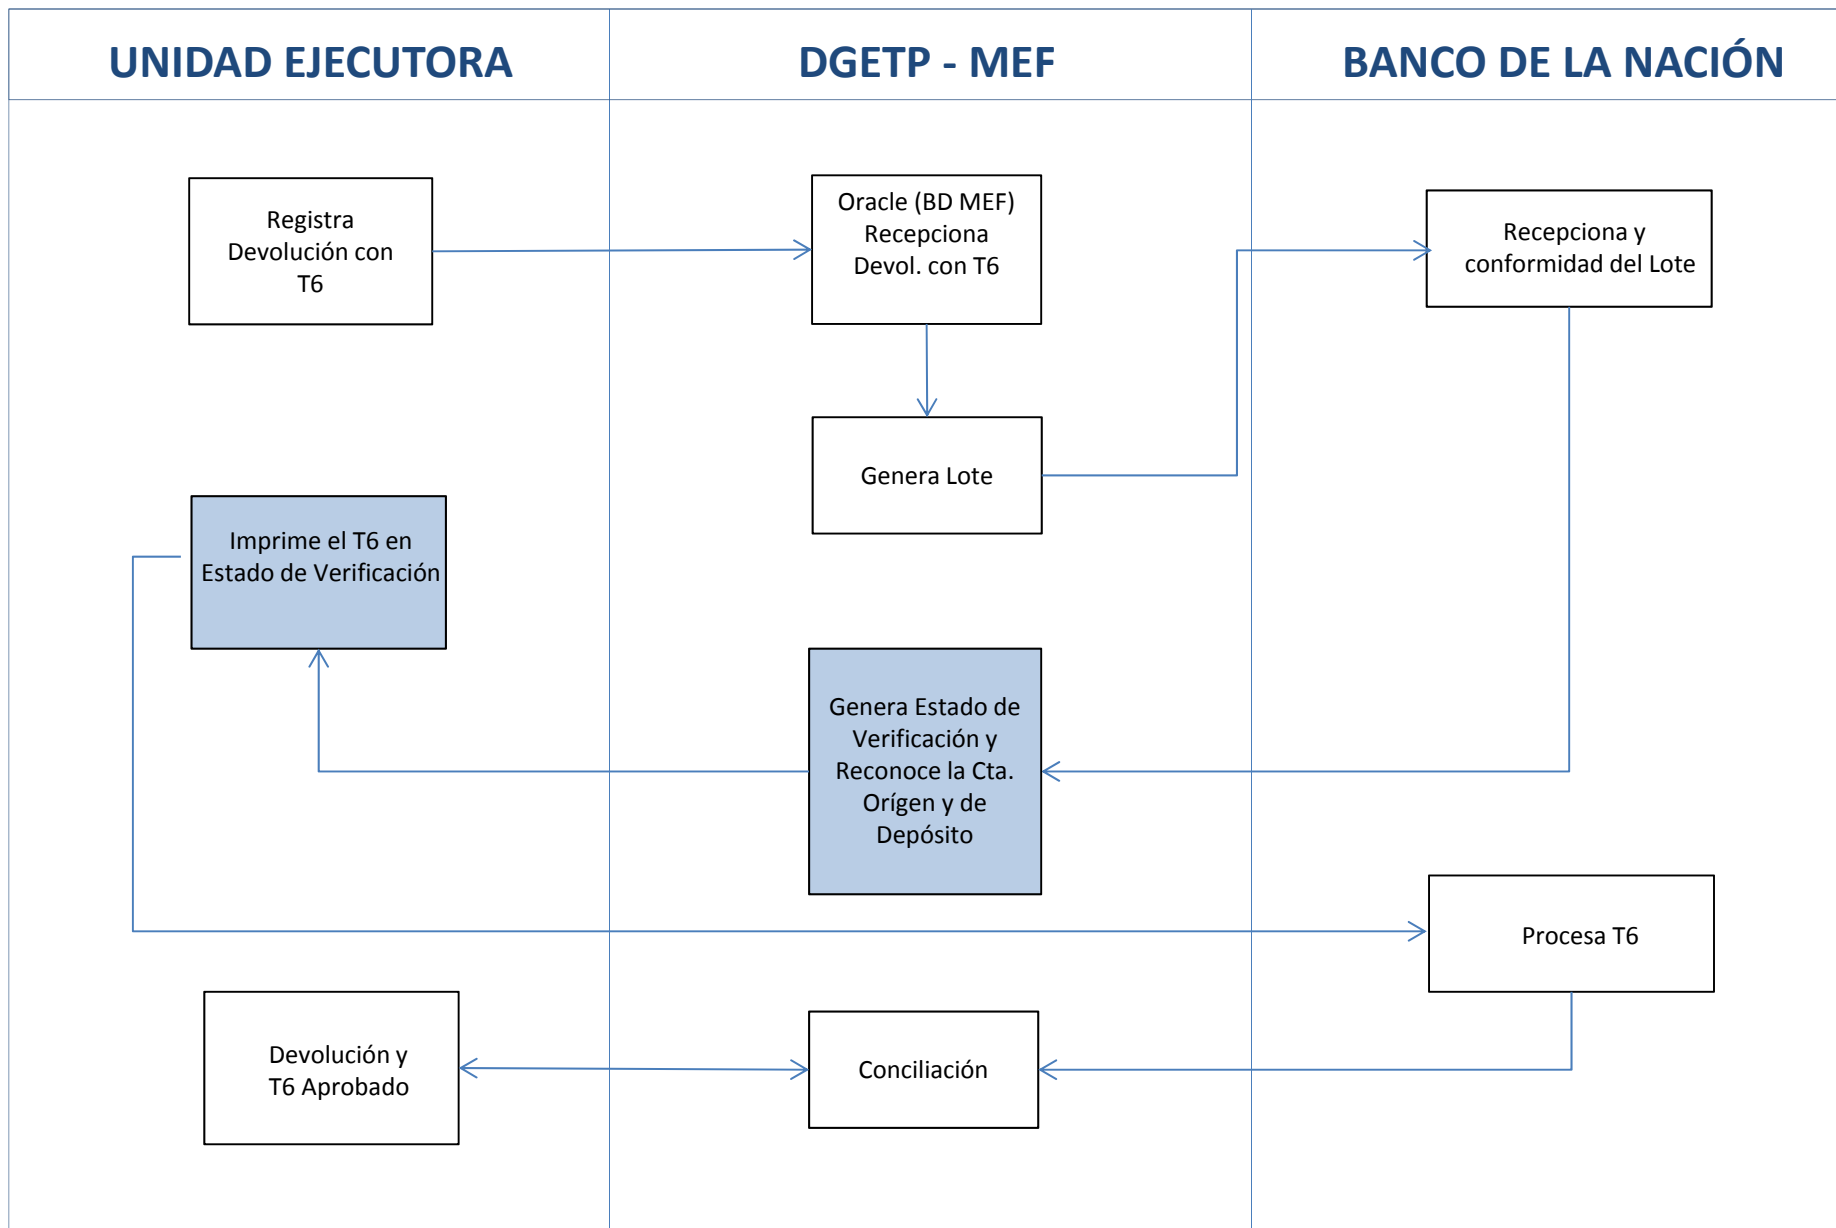 UNIDAD EJECUTORA
DGETP - MEF
BANCO DE LA NACIÓN
Registra
Devolución con
T6
Oracle (BD MEF)
Recepciona
Devol. con T6
Recepciona y
conformidad del Lote
Genera Lote
Imprime el T6 en
Estado de Verificación
Genera Estado de
Verificación y
Reconoce la Cta.
Orígen y de
Depósito
Procesa T6
Devolución y
T6 Aprobado
Conciliación